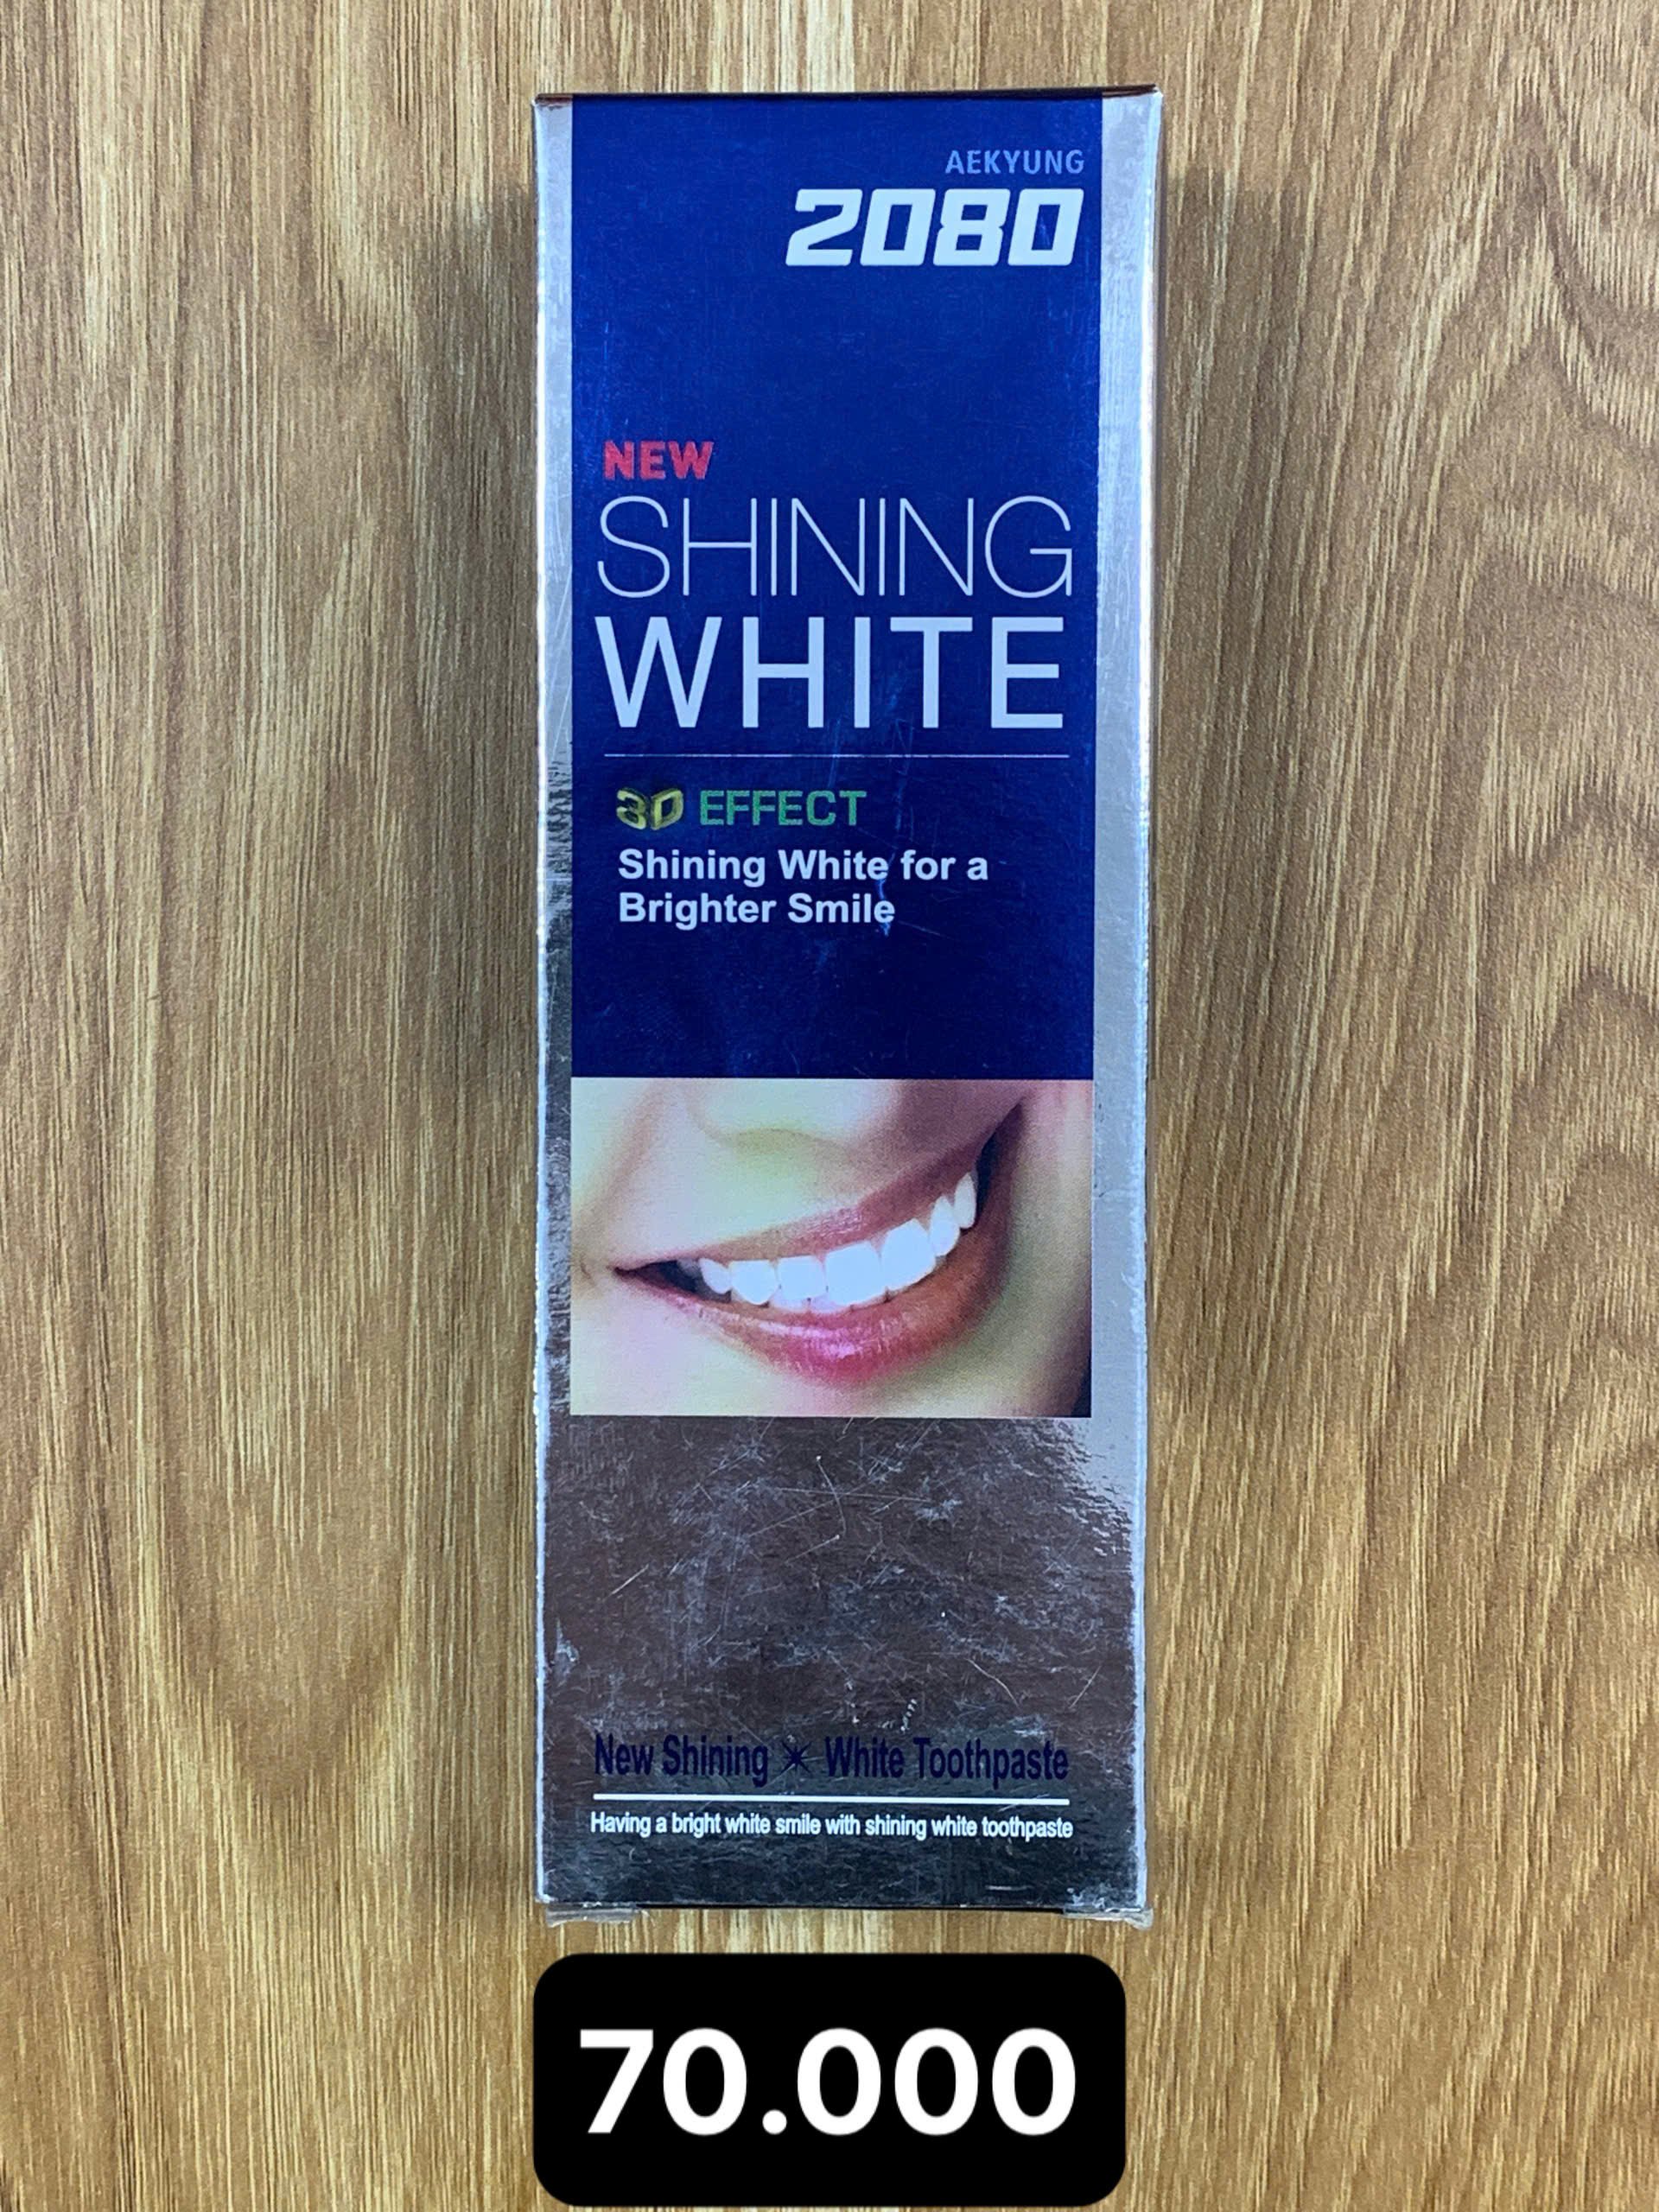 AEKYUNG
2080
NEW
SHINING
WHITE
3D EFFECT
Shining White for a
Brighter Smile
New Shining White Toothpaste
Having a bright white smile with shining white toothpaste
70.000